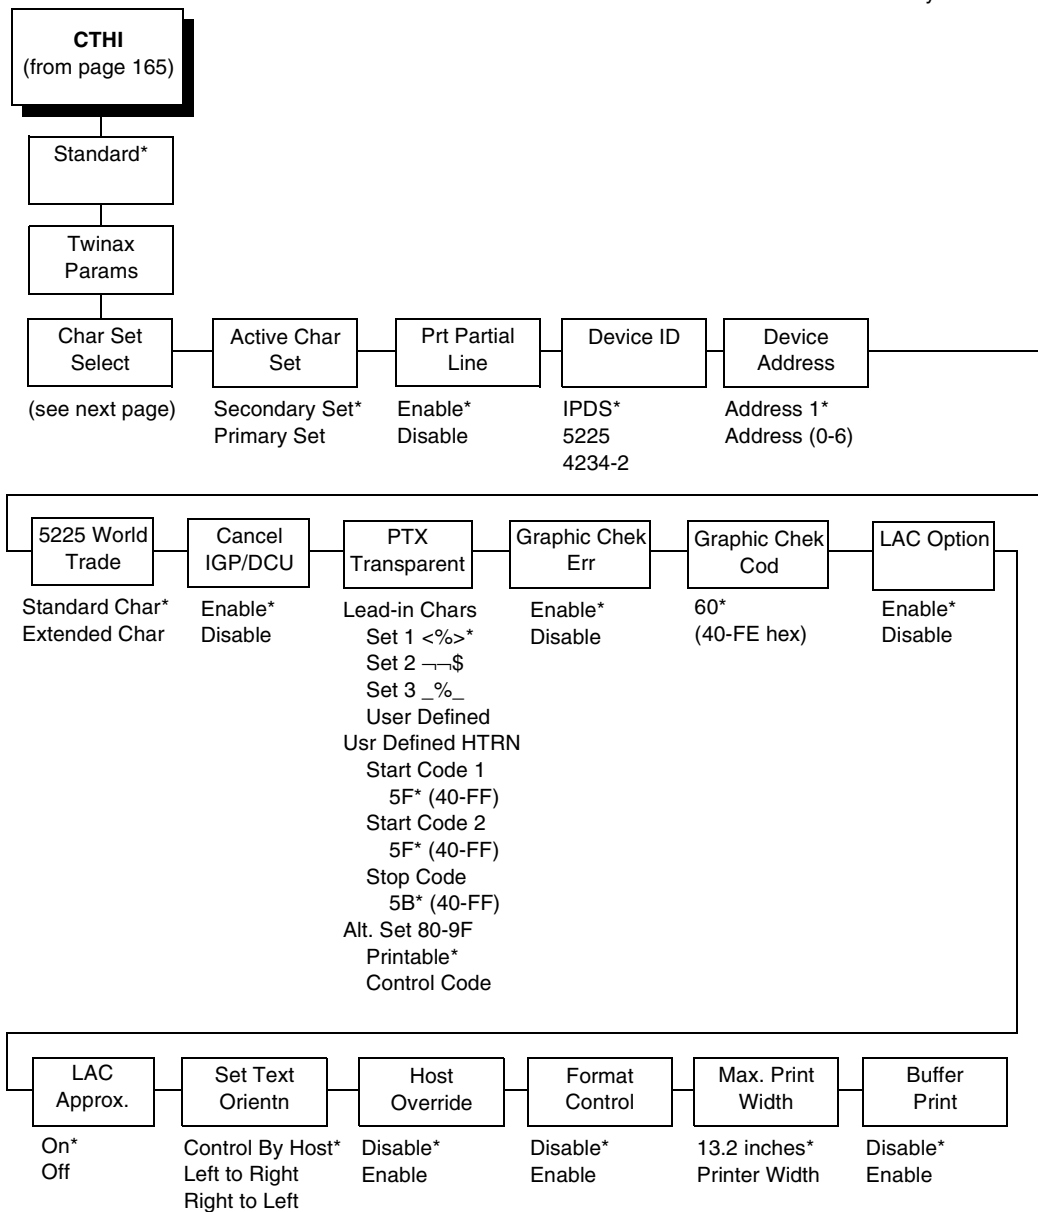 CTHI
(from page 165)
Standard*
Twinax
Params
Char Set
Select
(see next page)
Active Char
Set
Secondary Set*
Primary Set
Prt Partial
Line
Enable*
Disable
Device ID
IPDS*
5225
4234-2
Device
Address
Address 1*
Address (0-6)
5225 World
Trade
Standard Char*
Extended Char
Cancel
IGP/DCU
Enable*
Disable
PTX
Transparent
Lead-in Chars
Set 1 <%>*
Set 2 ¬¬$
Set 3 _%_
User Defined
Usr Defined HTRN
Start Code 1
5F* (40-FF)
Start Code 2
5F* (40-FF)
Stop Code
5B* (40-FF)
Alt. Set 80-9F
Printable*
Control Code
Graphic Chek
Err
Enable*
Disable
Graphic Chek
Cod
60*
(40-FE hex)
LAC Option
Enable*
Disable
LAC
Approx.
On*
Off
Set Text
Orientn
Control By Host*
Left to Right
Right to Left
Host
Override
Disable*
Enable
Format
Control
Disable*
Enable
Max. Print
Width
13.2 inches*
Printer Width
Buffer
Print
Disable*
Enable